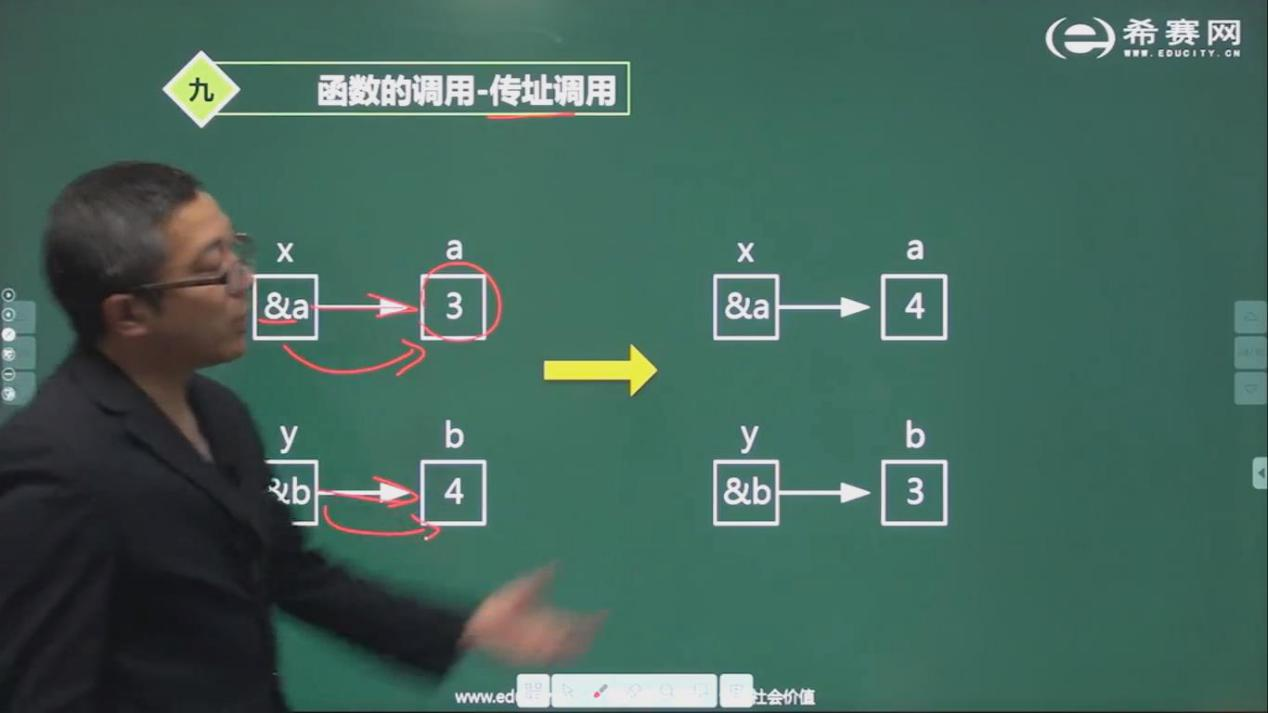 希赛网
WWW.EDUCITY.CN
九
函数的调用-传址调用
x a x a
&a 3 &a 4
y b y b
&b 4 &b 3
社会价值